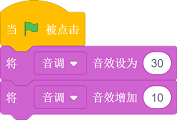 当 被点击
将 音调 音效设为 30
将 音调 音效增加 10